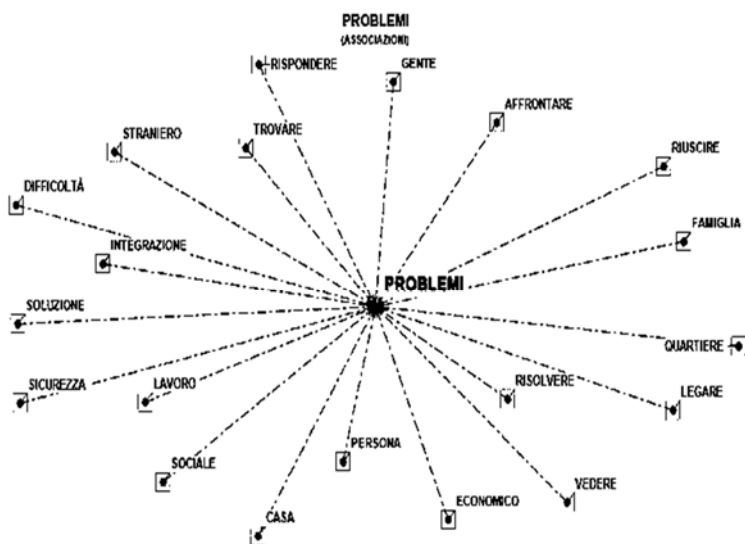 PROBLEMI
(ASSOCIAZIONI)
RISPONDERE
GENTE
AFFRONTARE
STRANIERO
TROVARE
RIUSCIRE
DIFFICOLTÀ
FAMIGLIA
INTEGRAZIONE
PROBLEMI
SOLUZIONE
QUARTIERE
SICUREZZA
LAVORO
RISOLVERE
LEGARE
PERSONA
SOCIALE
ECONOMICO
VEDERE
CASA